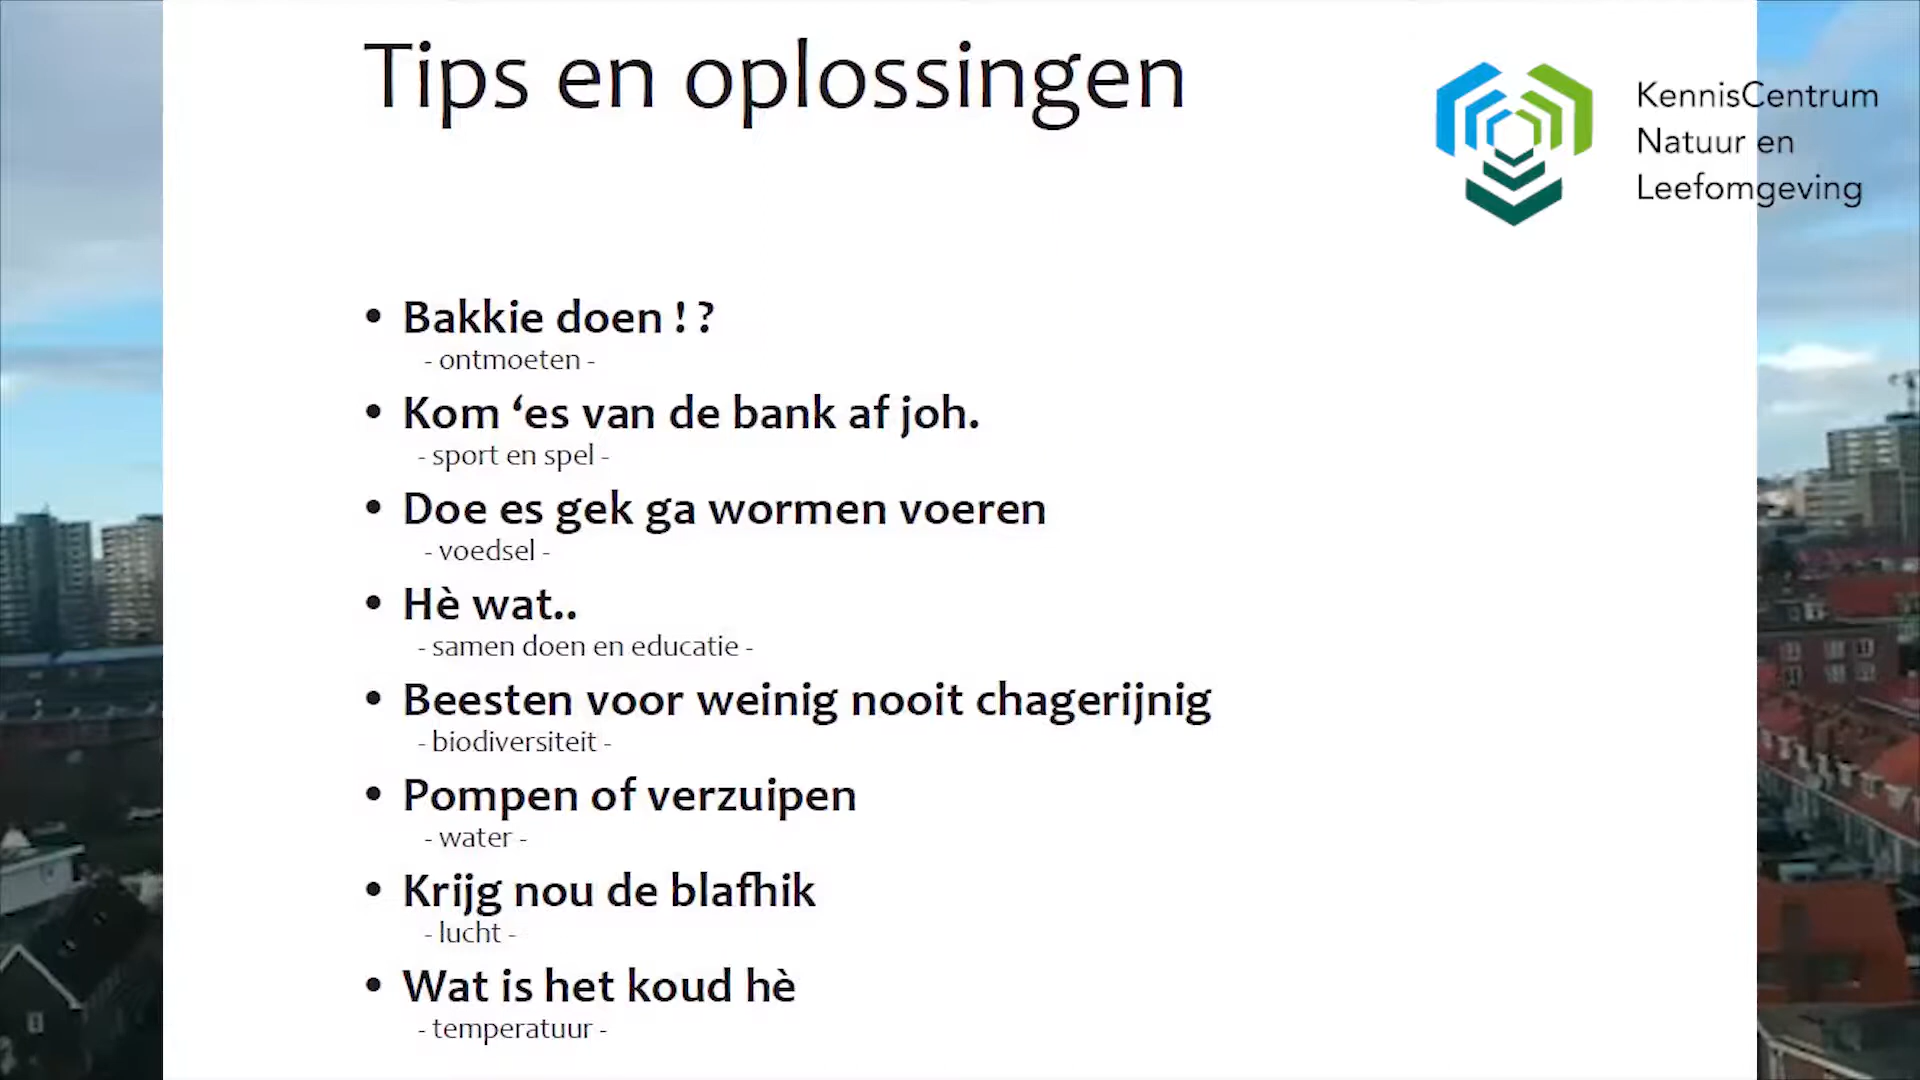 Tips en oplossingen
KennisCentrum
Natuur en
Leefomgeving
• Bakkie doen ! ?
- ontmoeten -
• Kom ‘es van de bank af joh.
- sport en spel -
• Doe es gek ga wormen voeren
- voedsel -
• Hè wat..
- samen doen en educatie -
• Beesten voor weinig nooit chagerijnig
- biodiversiteit -
• Pompen of verzuipen
- water -
• Krijg nou de blafhik
- lucht -
• Wat is het koud hè
- temperatuur -